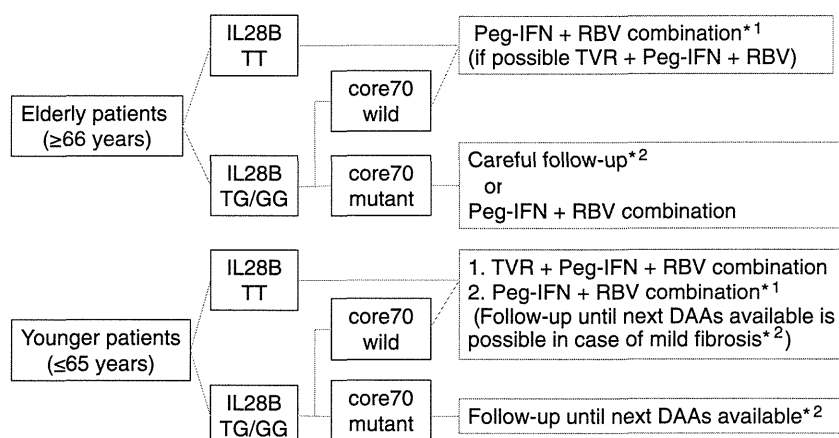 Elderly patients
(≥66 years)
IL28B
TT
Peg-IFN + RBV combination*1
(if possible TVR + Peg-IFN + RBV)
core70
wild
IL28B
TG/GG
core70
mutant
Careful follow-up*2
or
Peg-IFN + RBV combination
Younger patients
(≤65 years)
IL28B
TT
1. TVR + Peg-IFN + RBV combination
2. Peg-IFN + RBV combination*1
(Follow-up until next DAAs available is
possible in case of mild fibrosis*2)
core70
wild
IL28B
TG/GG
core70
mutant
Follow-up until next DAAs available*2